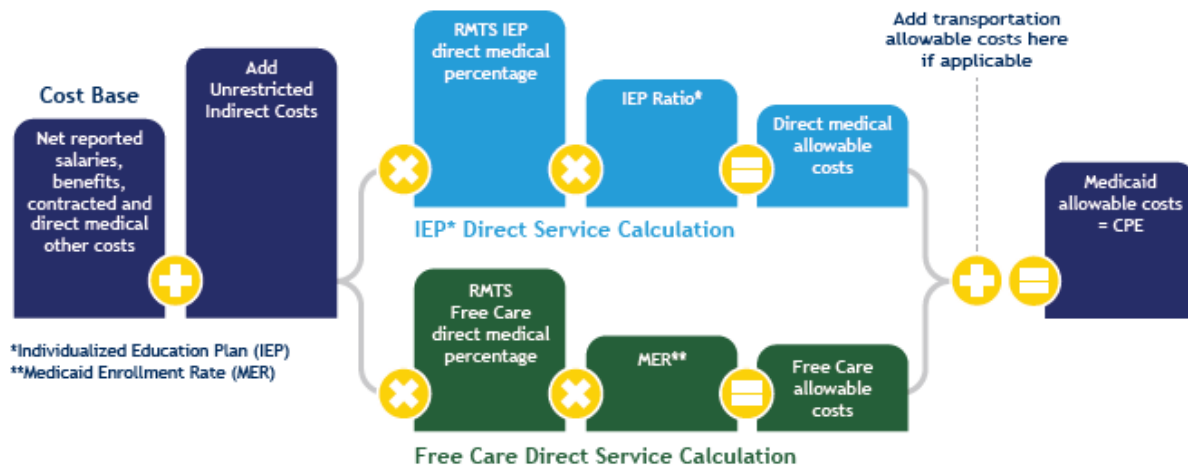 Cost Base
Net reported
salaries,
benefits,
contracted and
direct medical
other costs
Add
Unrestricted
Indirect Costs
RMTS IEP
direct medical
percentage
IEP Ratio*
Direct medical
allowable
costs
IEP* Direct Service Calculation
RMTS
Free Care
direct medical
percentage
MER**
Free Care
allowable
costs
Free Care Direct Service Calculation
Add transportation
allowable costs here
if applicable
Medicaid
allowable costs
= CPE
*Individualized Education Plan (IEP)
**Medicaid Enrollment Rate (MER)